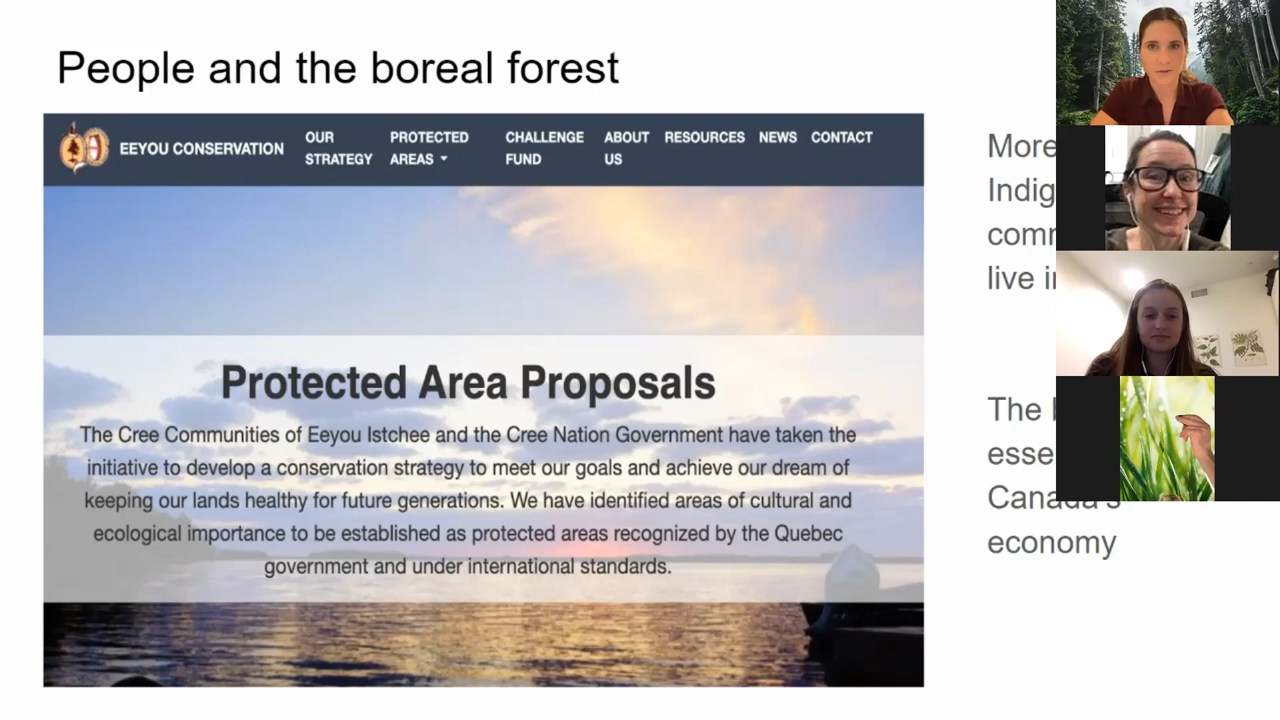 People and the boreal forest
EEYOU CONSERVATION
OUR
STRATEGY
PROTECTED
AREAS
CHALLENGE
FUND
ABOUT
US
RESOURCES
NEWS
CONTACT
Protected Area Proposals
The Cree Communities of Eeyou Istchee and the Cree Nation Government have taken the
initiative to develop a conservation strategy to meet our goals and achieve our dream of
keeping our lands healthy for future generations. We have identified areas of cultural and
ecological importance to be established as protected areas recognized by the Quebec
government and under international standards.
More
Indig
com
live i
The
esse
Canada's
economy